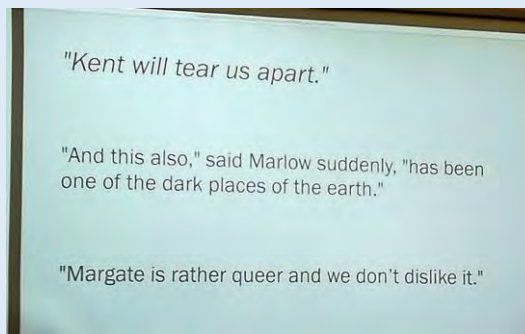 "Kent will tear us apart."
"And this also," said Marlow suddenly, "has been
one of the dark places of the earth."
"Margate is rather queer and we don't dislike it."